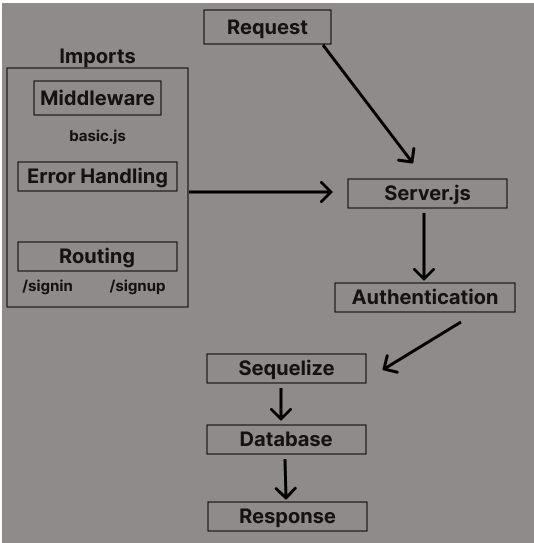 Request
Imports
Middleware
basic.js
Error Handling
Server.js
Routing
/signin /signup
Authentication
Sequelize
Database
Response